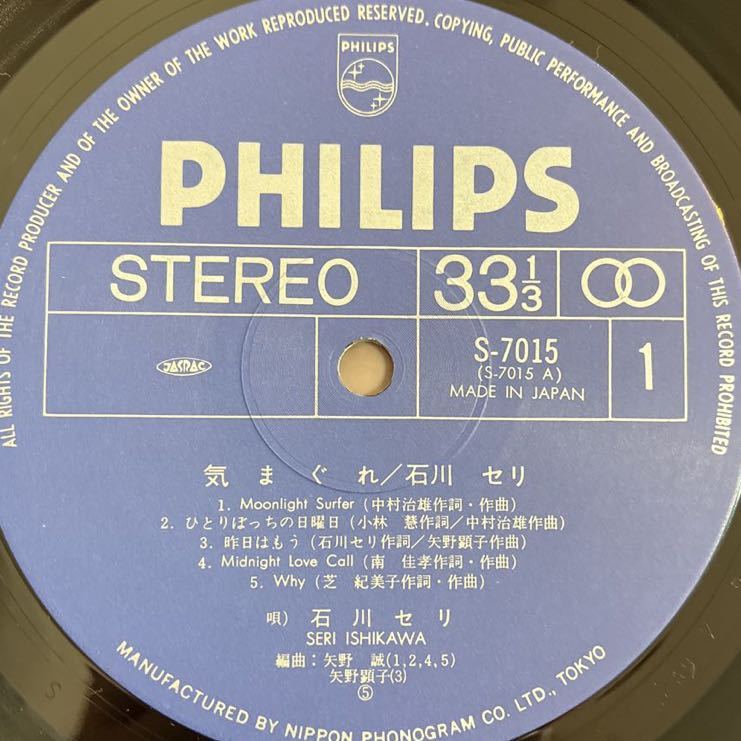 ALL RIGHTS OF THE RECORD PRODUCER AND OF THE OWNER OF THE WORK REPRODUCED RESERVED. COPYING, PUBLIC PERFORMANCE AND BROADCASTING OF THIS RECORD PROHIBITED
PHILIPS
PHILIPS
STEREO 33 1/3
JASRAC
S-7015
(S-7015 A)
MADE IN JAPAN
1
気まぐれ/石川 セリ
1. Moonlight Surfer (中村治雄作詞・作曲)
2. ひとりぼっちの日曜日 (小林 慧作詞/中村治雄作曲)
3. 昨日はもう (石川セリ作詞/矢野顕子作曲)
4. Midnight Love Call (南 佳孝作詞・作曲)
5. Why (芝 紀美子作詞・作曲)
唄) 石川セリ
SERI ISHIKAWA
編曲:矢野 誠(1,2,4,5)
矢野顕子(3)
⑤
MANUFACTURED BY NIPPON PHONOGRAM CO. LTD., TOKYO
S